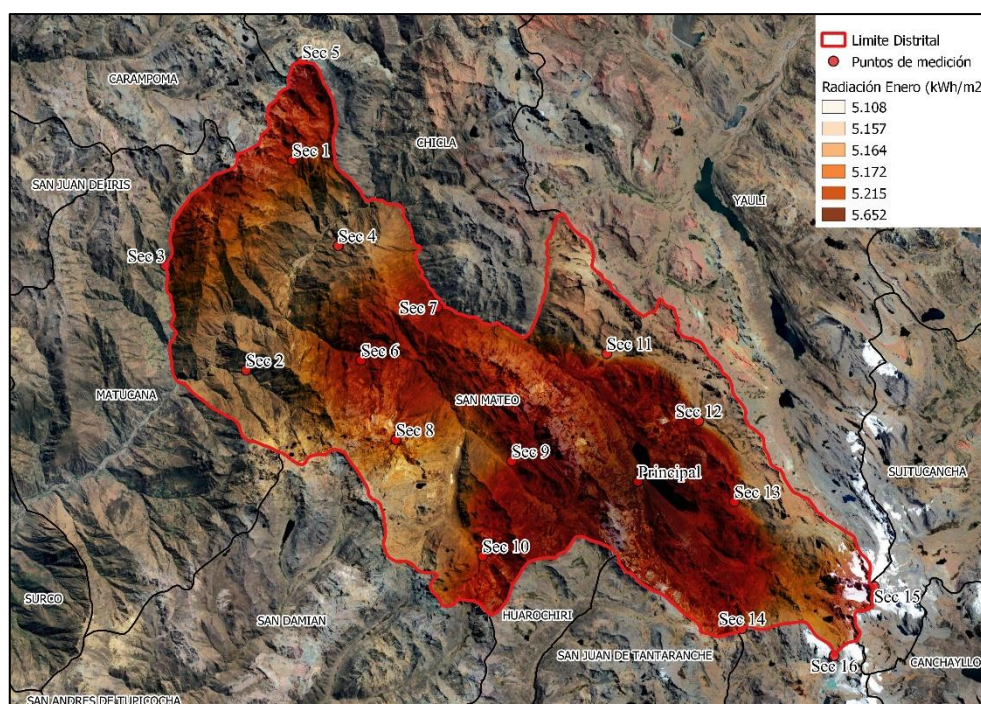 Limite Distrital
Puntos de medición
Radiación Enero (kWh/m2
5.108
5.157
5.164
5.172
5.215
5.652
Sec 5
CARAMPOMA
CHICLA
Sec 1
SAN JUAN DE IRIS
YAULI
Sec 4
Sec 3
Sec 7
Sec 11
Sec 6
Sec 2
MATUCANA
SAN MATEO
Sec 12
Sec 8
Sec 9
Principal
SUITUCANCHA
Sec 13
Sec 10
Sec 15
SURCO
HUAROCHIRI
SAN DAMIAN
Sec 14
SAN JUAN DE TANTARANCHE
Sec 16
CANCHAYLLO
SAN ANDRES DE TUPICOCHA